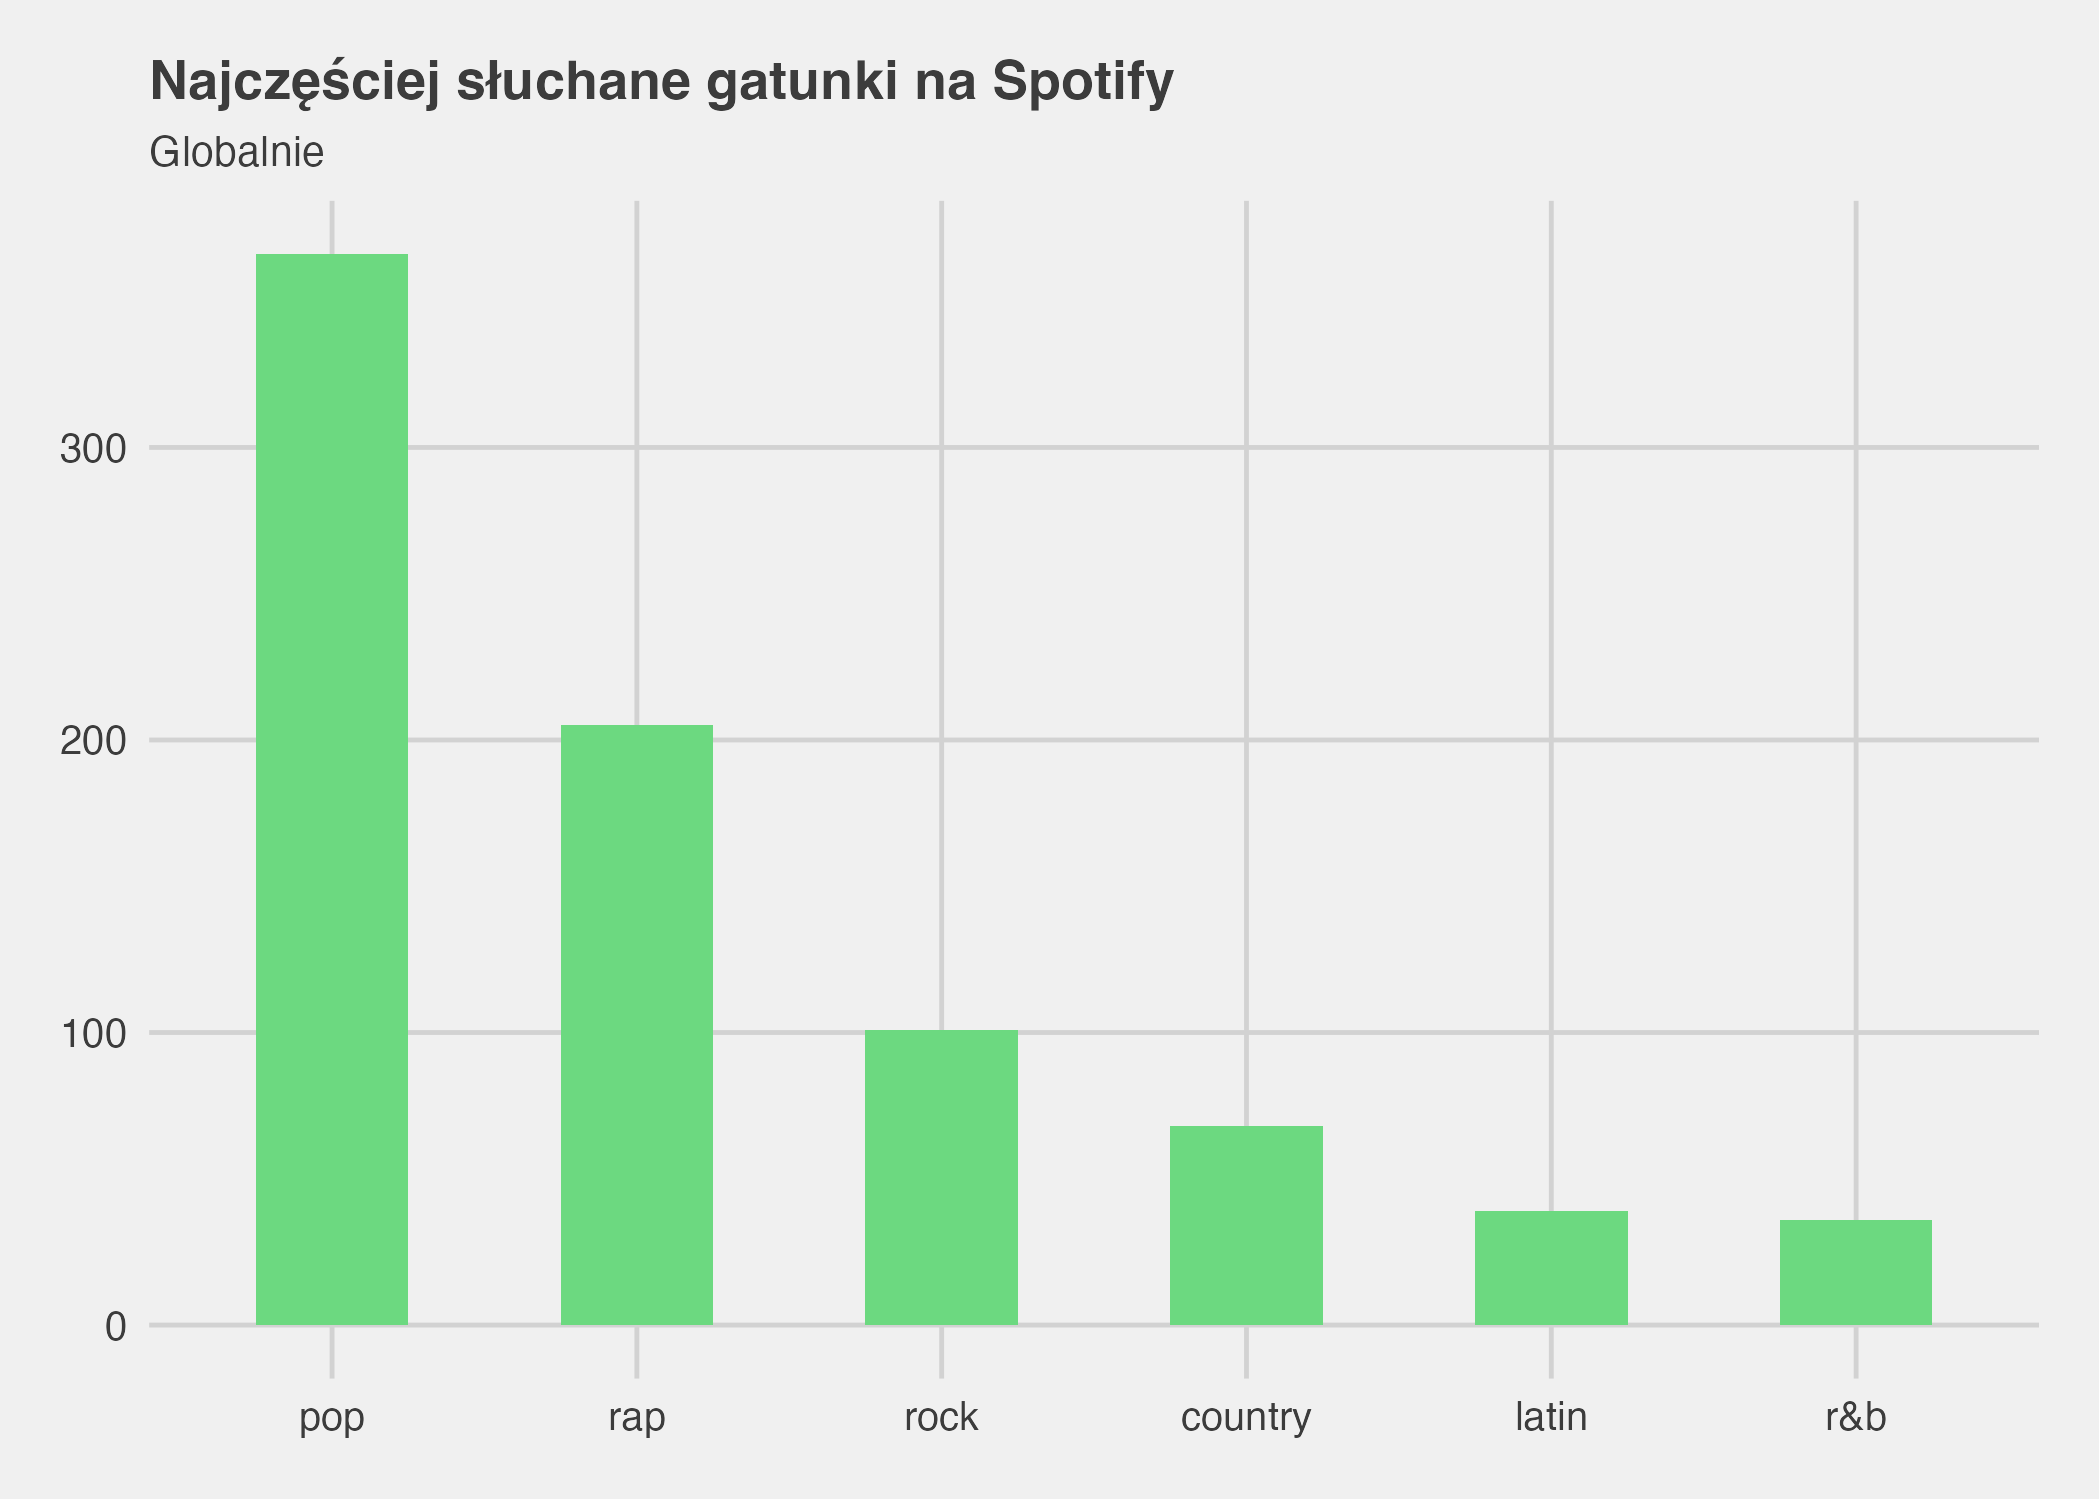 Najczęściej słuchane gatunki na Spotify
Globalnie
300
200
100
0
pop rap rock country latin r&b